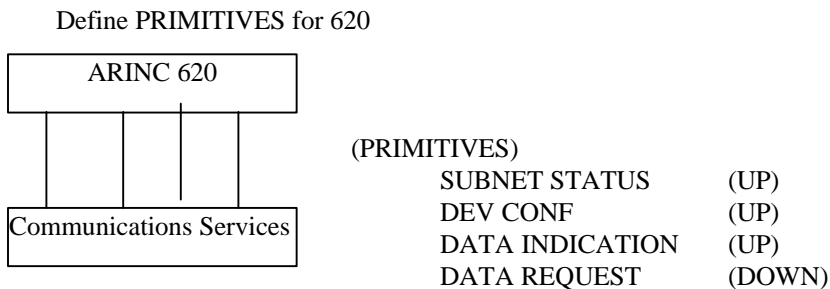 Define PRIMITIVES for 620
ARINC 620
(PRIMITIVES)
SUBNET STATUS (UP)
DEV CONF (UP)
Communications Services
DATA INDICATION (UP)
DATA REQUEST (DOWN)